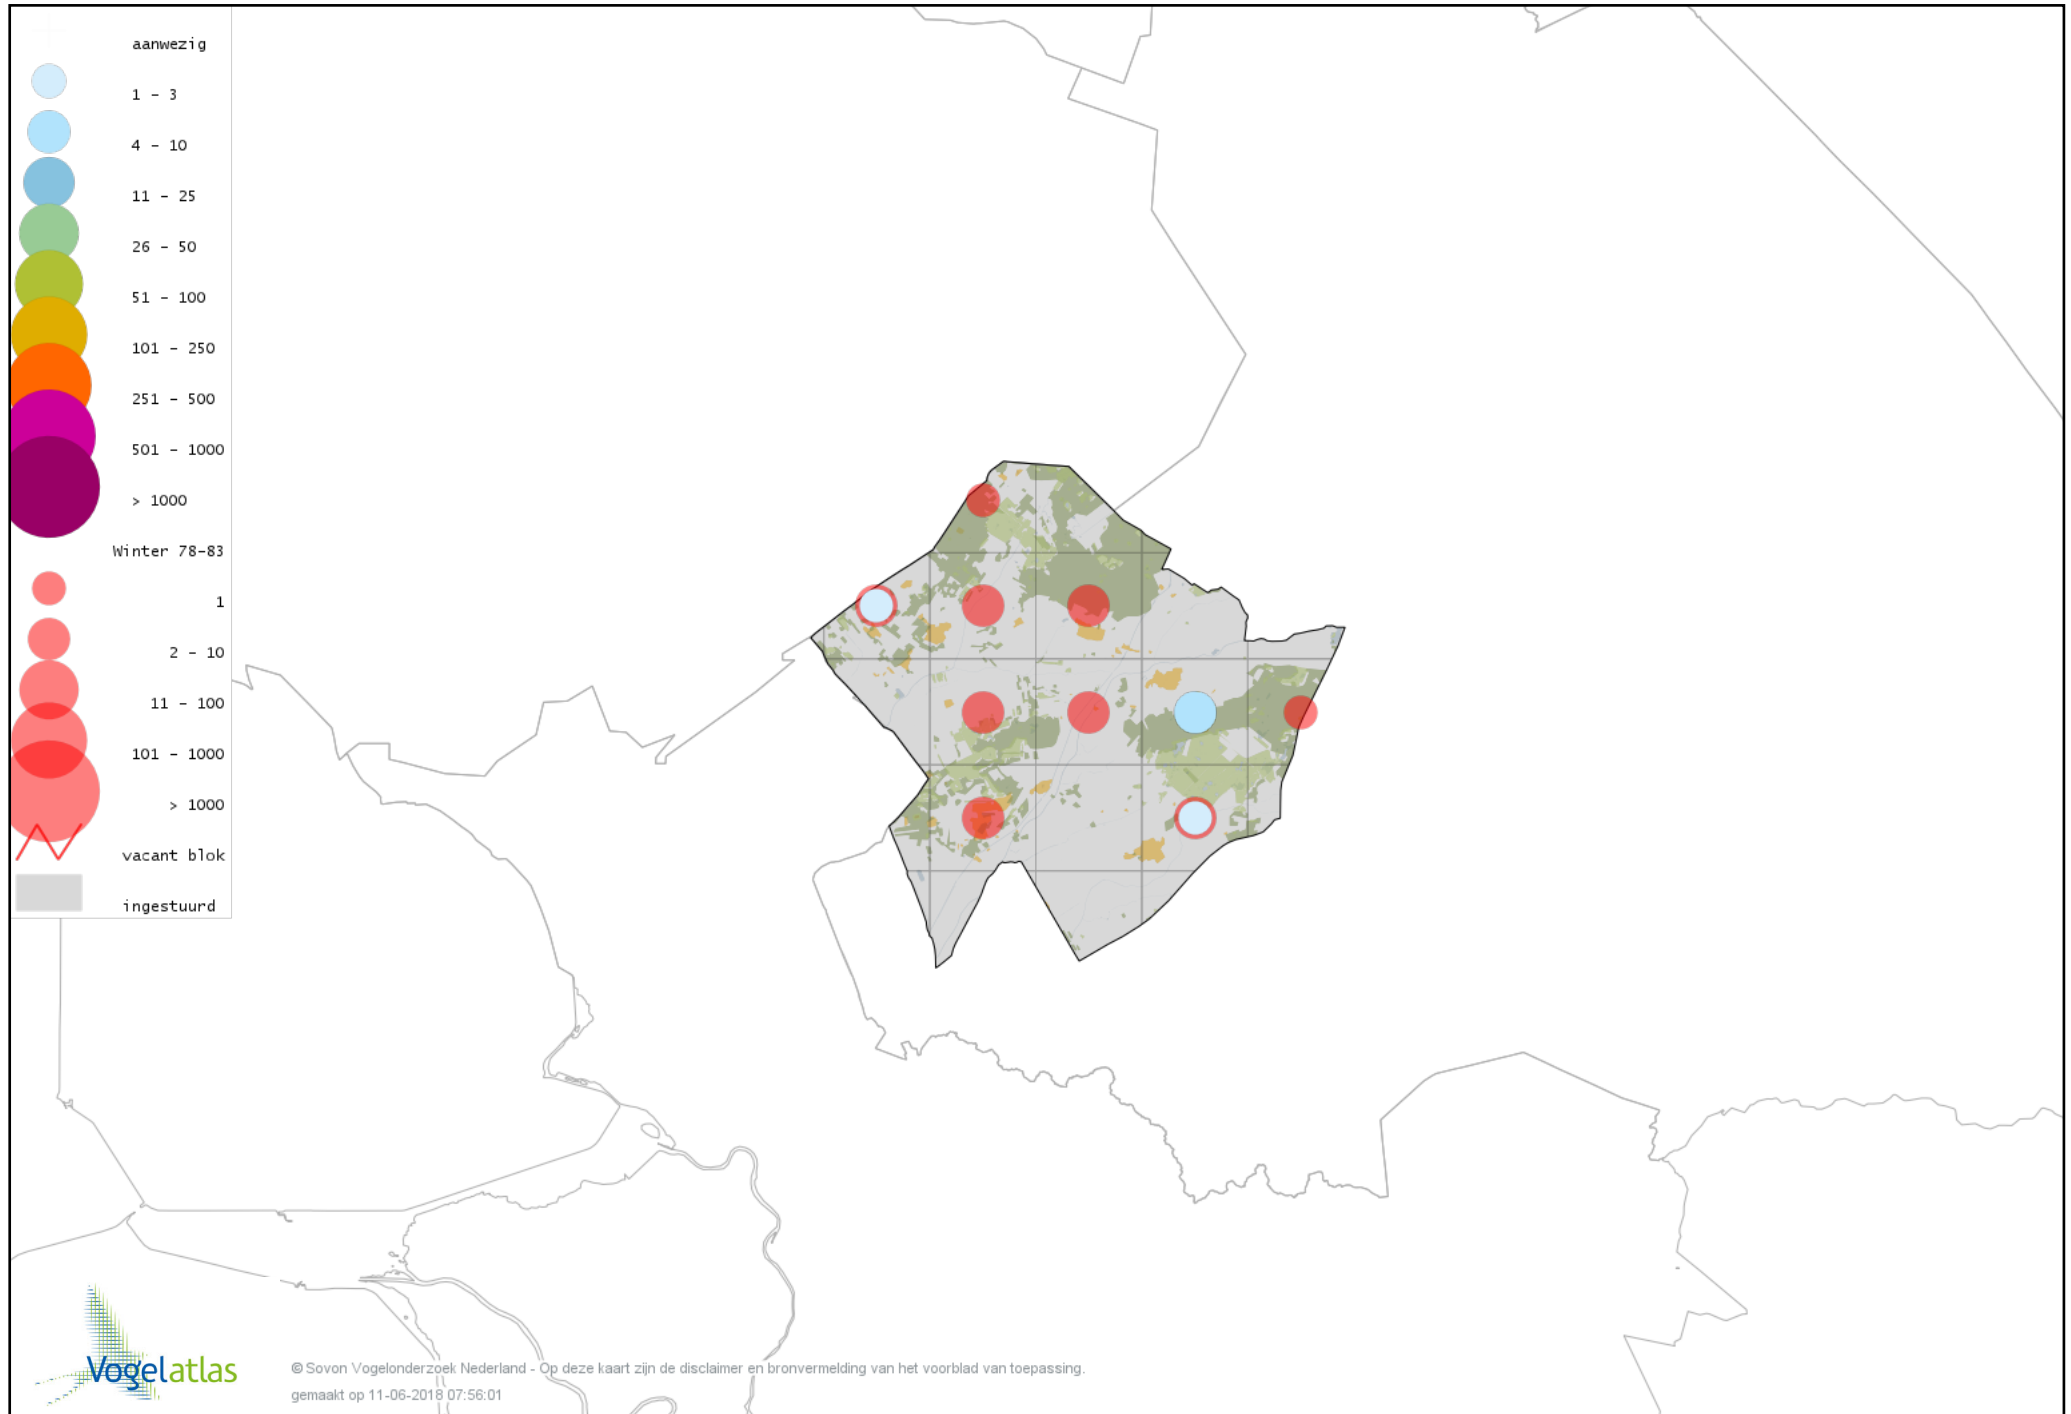 aanwezig
1 - 3
4 - 10
11 - 25
26 - 50
51 - 100
101 - 250
251 - 500
501 - 1000
> 1000
Winter 78-83
1
2 - 10
11 - 100
101 - 1000
> 1000
vacant blok
ingestuurd
Vogelatlas
© Sovon Vogelonderzoek Nederland - Op deze kaart zijn de disclaimer en bronvermelding van het voorblad van toepassing.
gemaakt op 11-06-2018 07:56:01